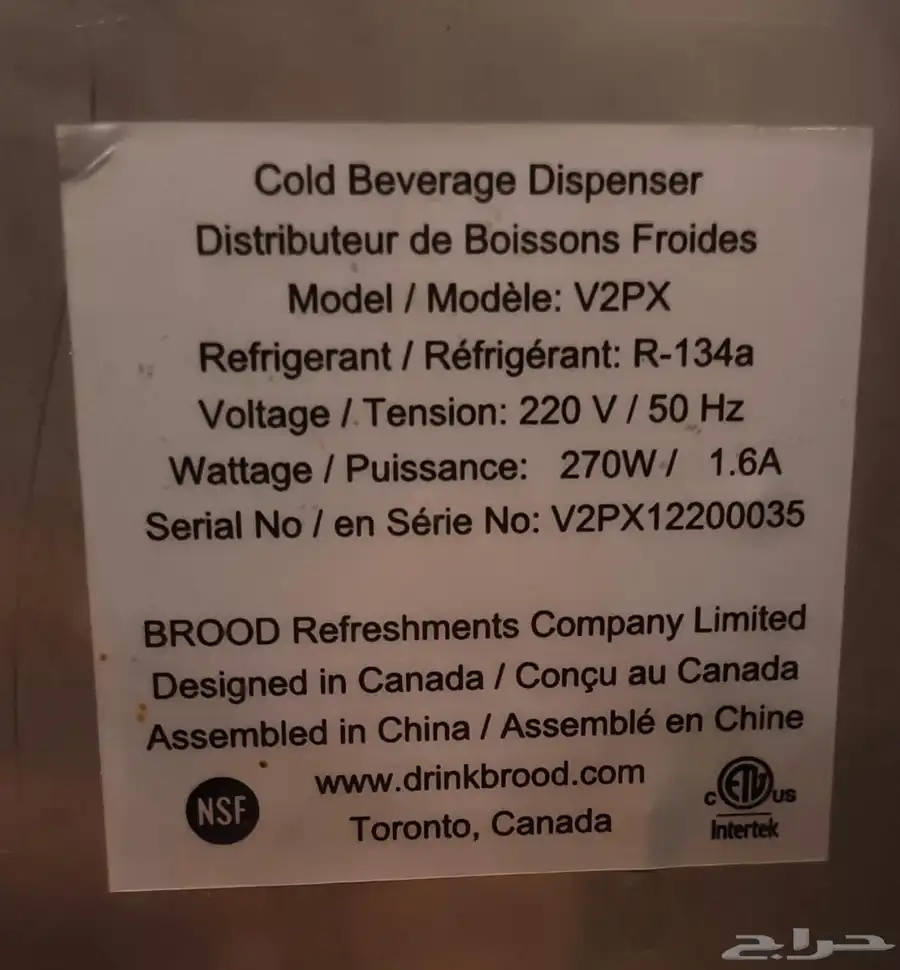 Cold Beverage Dispenser
Distributeur de Boissons Froides
Model / Modèle: V2PX
Refrigerant / Réfrigérant: R-134a
Voltage / Tension: 220 V / 50 Hz
Wattage / Puissance: 270W / 1.6A
Serial No / en Série No: V2PX12200035
BROOD Refreshments Company Limited
Designed in Canada / Conçu au Canada
Assembled in China / Assemblé en Chine
www.drinkbrood.com
Toronto, Canada
NSF
c ETL us
Intertek
حراج